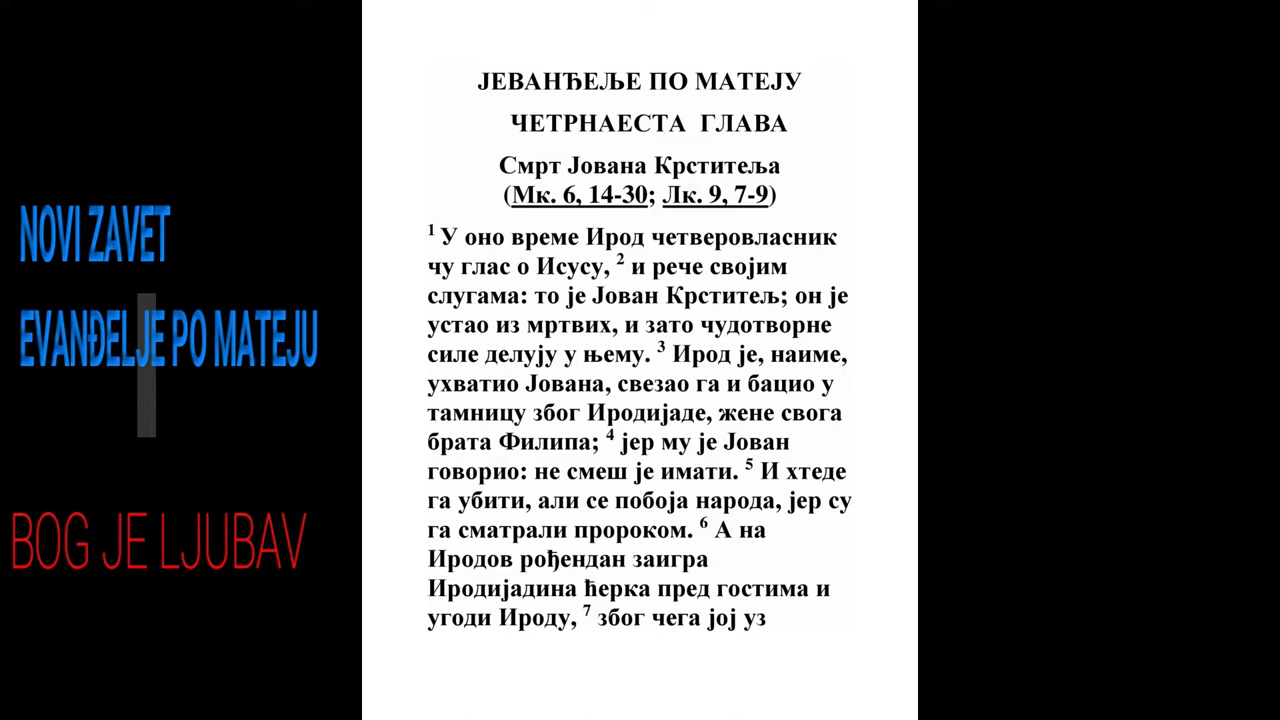 NOVI ZAVET
EVANĐELJE PO MATEJU
BOG JE LJUBAV
ЈЕВАНЂЕЉЕ ПО МАТЕЈУ
ЧЕТРНАЕСТА ГЛАВА
Смрт Јована Крститеља
(Мк. 6, 14-30; Лк. 9, 7-9)
1 У оно време Ирод четверовласник
чу глас о Исусу, 2 и рече својим
слугама: то је Јован Крститељ; он је
устао из мртвих, и зато чудотворне
силе делују у њему. 3 Ирод је, наиме,
ухватио Јована, свезао га и бацио у
тамницу због Иродијаде, жене свога
брата Филипа; 4 јер му је Јован
говорио: не смеш је имати. 5 И хтеде
га убити, али се побоја народа, јер су
га сматрали пророком. 6 А на
Иродов рођендан заигра
Иродијадина ћерка пред гостима и
угоди Ироду, 7 због чега јој уз